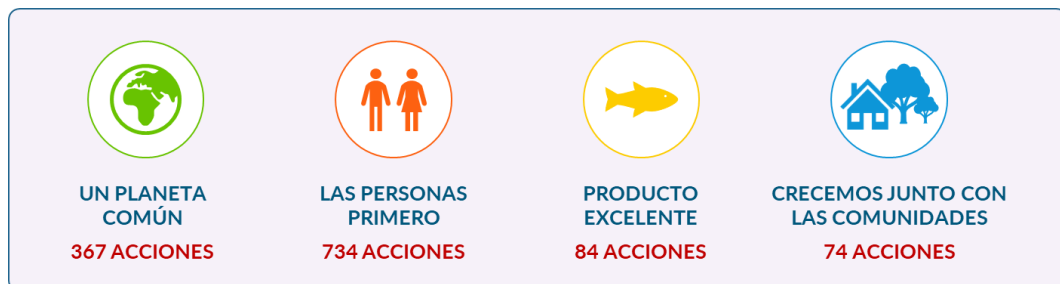 UN PLANETA
COMÚN
367 ACCIONES
LAS PERSONAS
PRIMERO
734 ACCIONES
PRODUCTO
EXCELENTE
84 ACCIONES
CRECEMOS JUNTO CON
LAS COMUNIDADES
74 ACCIONES